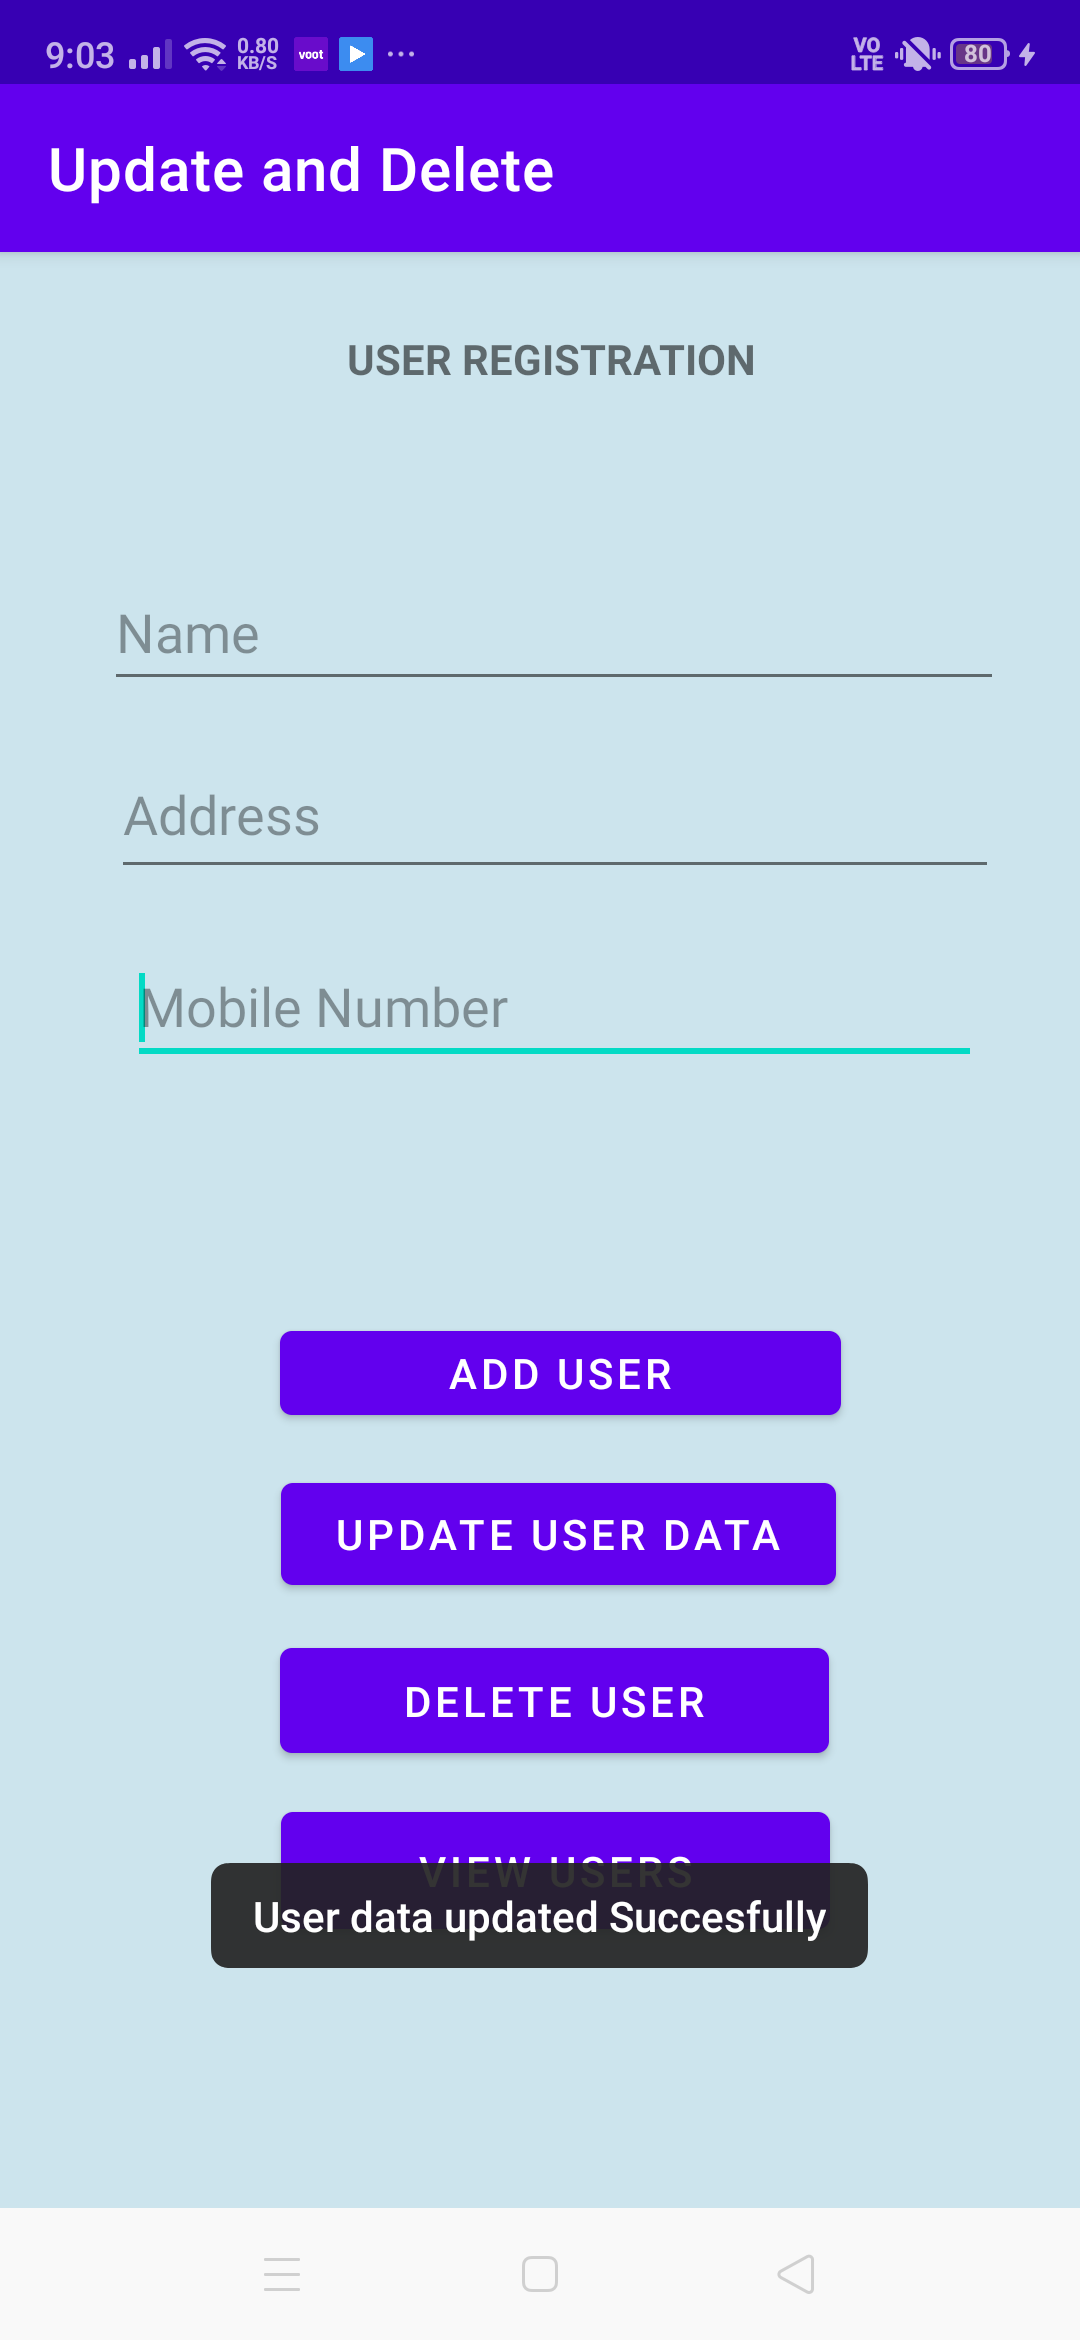 9:03 0.80 KB/S voot VO LTE 80
Update and Delete
USER REGISTRATION
Name
Address
Mobile Number
ADD USER
UPDATE USER DATA
DELETE USER
VIEW USERS
User data updated Succesfully